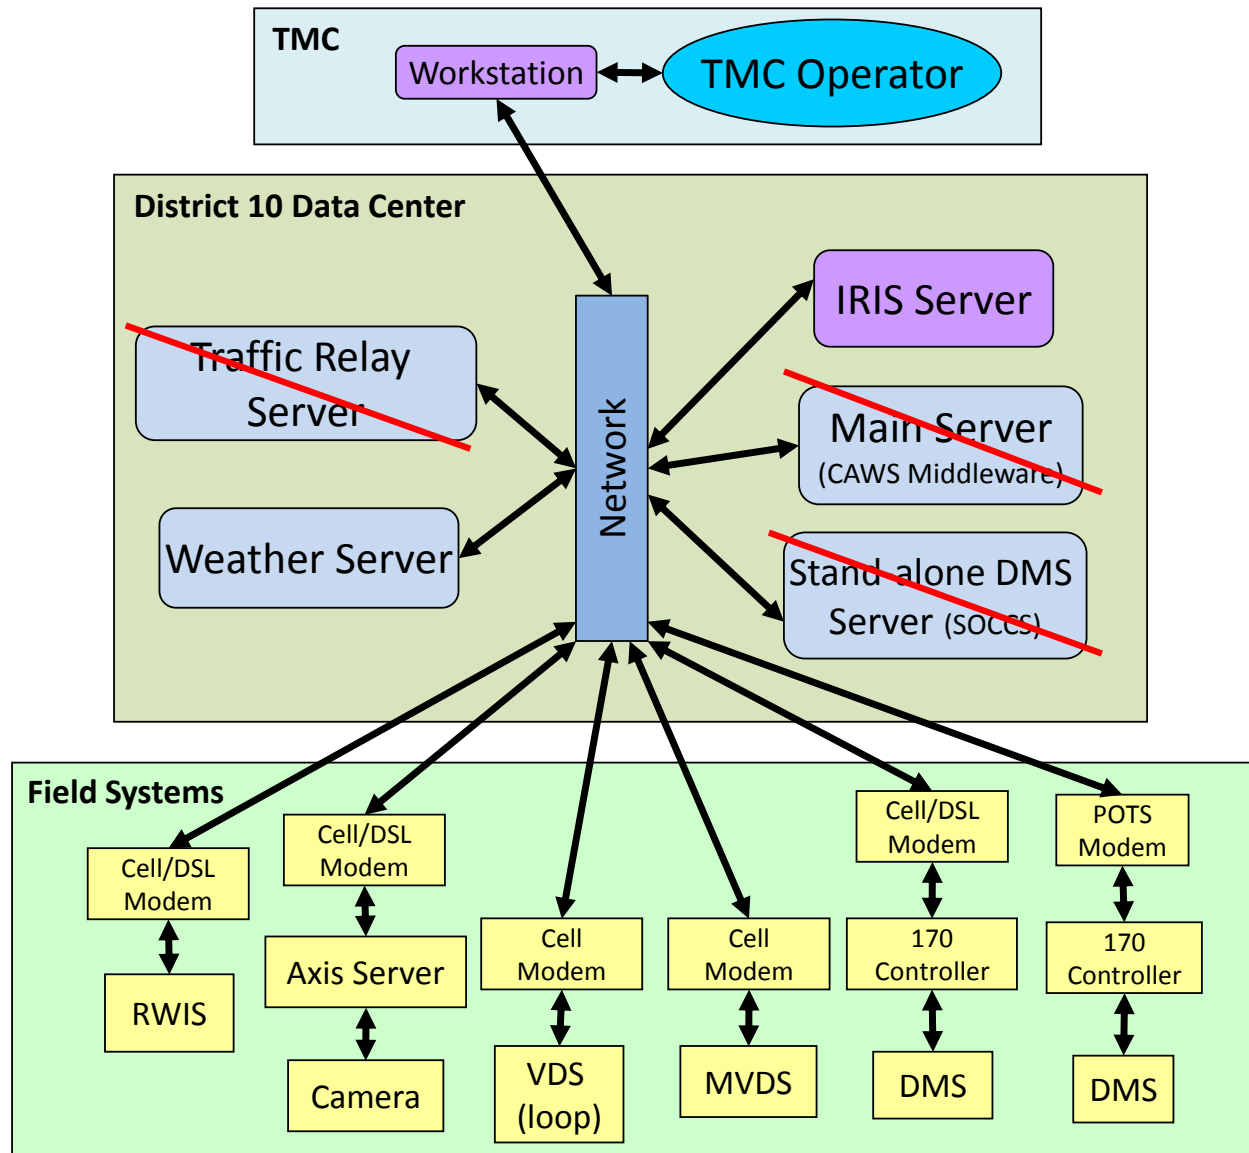 TMC
Workstation
TMC Operator
District 10 Data Center
IRIS Server
Traffic Relay
Server
Network
Main Server
(CAWS Middleware)
Weather Server
Stand-alone DMS
Server (SOCCS)
Field Systems
Cell/DSL
Modem
RWIS
Cell/DSL
Modem
Axis Server
Camera
Cell
Modem
VDS
(loop)
Cell
Modem
MVDS
Cell/DSL
Modem
170
Controller
DMS
POTS
Modem
170
Controller
DMS